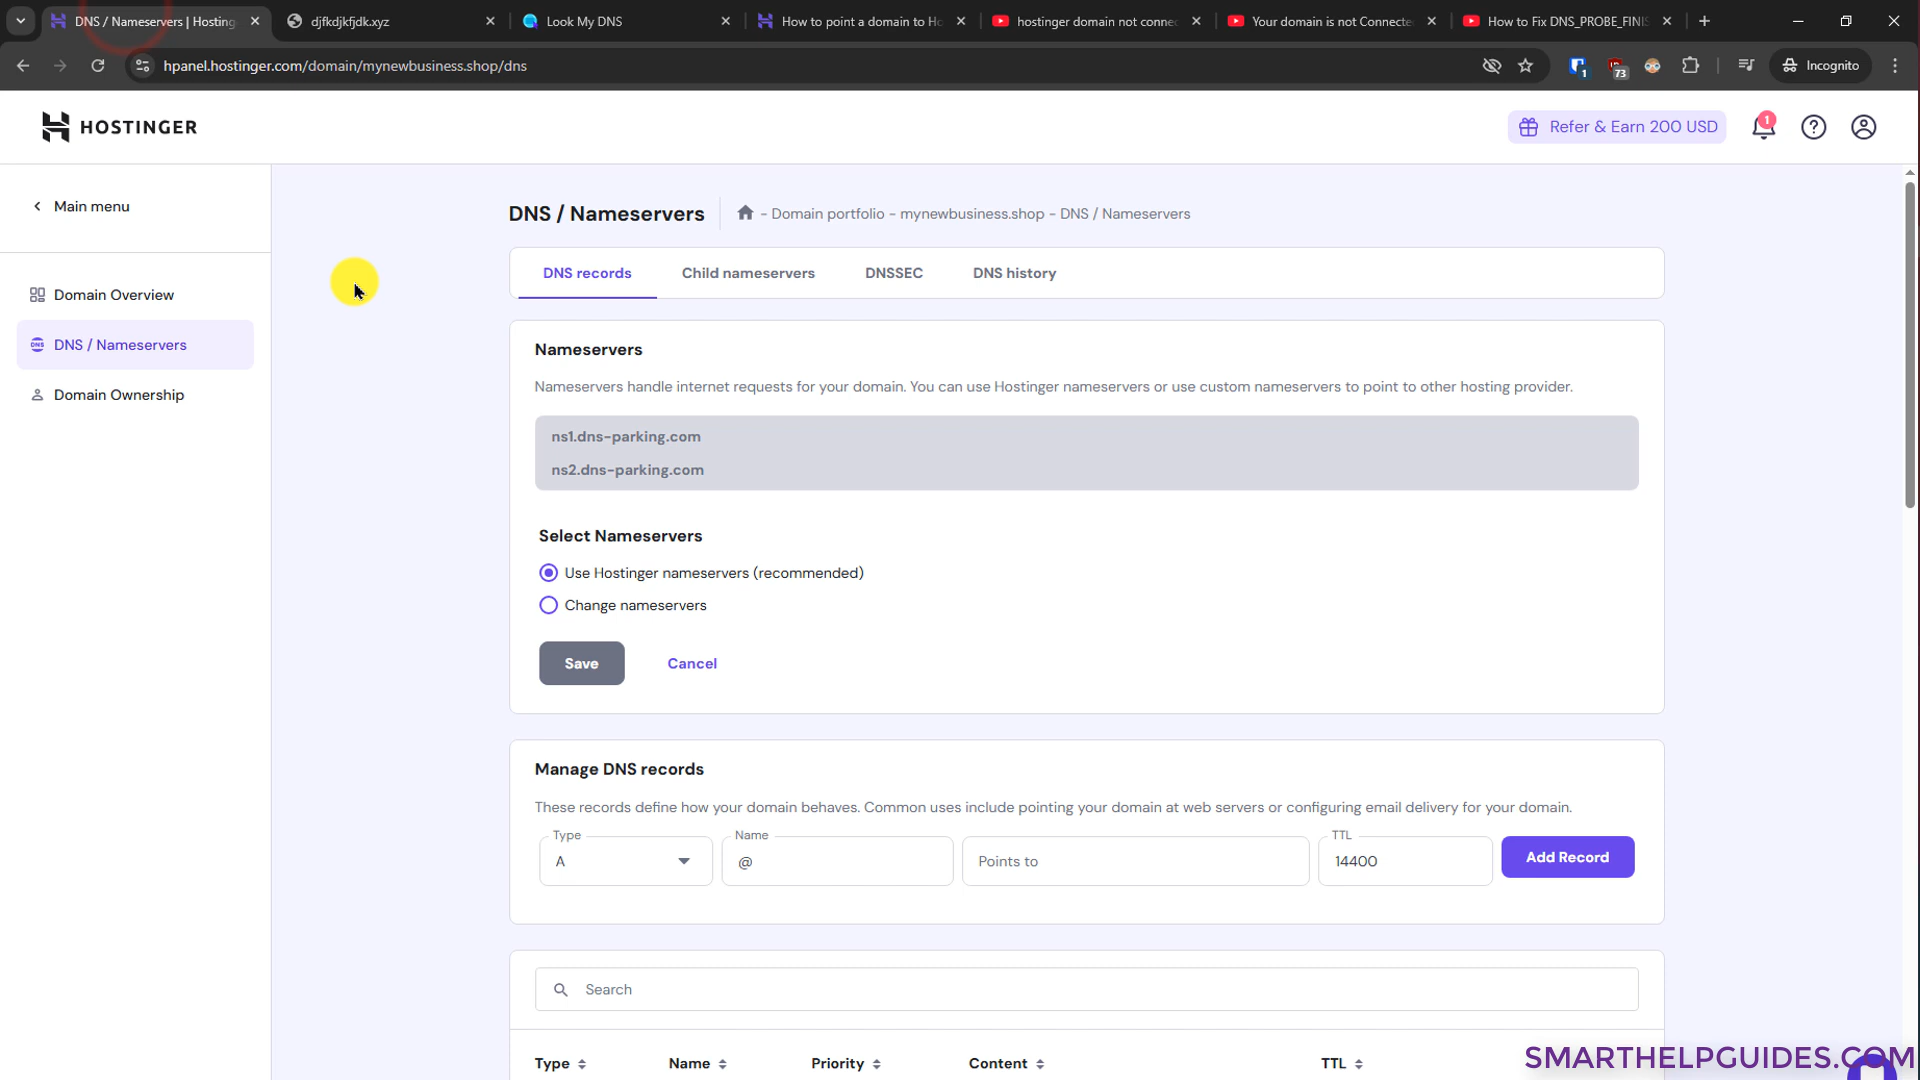 DNS / Nameservers | Hosting
djfkdjkfjdk.xyz
Look My DNS
How to point a domain to Ho
hostinger domain not connec
Your domain is not Connecte
How to Fix DNS_PROBE_FINIS
hpanel.hostinger.com/domain/mynewbusiness.shop/dns
1
73
Incognito
HOSTINGER
Refer & Earn 200 USD
1
Main menu
DNS / Nameservers
- Domain portfolio - mynewbusiness.shop - DNS / Nameservers
DNS records
Child nameservers
DNSSEC
DNS history
Domain Overview
DNS / Nameservers
Domain Ownership
Nameservers
Nameservers handle internet requests for your domain. You can use Hostinger nameservers or use custom nameservers to point to other hosting provider.
ns1.dns-parking.com
ns2.dns-parking.com
Select Nameservers
Use Hostinger nameservers (recommended)
Change nameservers
Save
Cancel
Manage DNS records
These records define how your domain behaves. Common uses include pointing your domain at web servers or configuring email delivery for your domain.
Type
A
Name
@
Points to
TTL
14400
Add Record
Search
Type
Name
Priority
Content
TTL
SMARTHELPGUIDES.COM